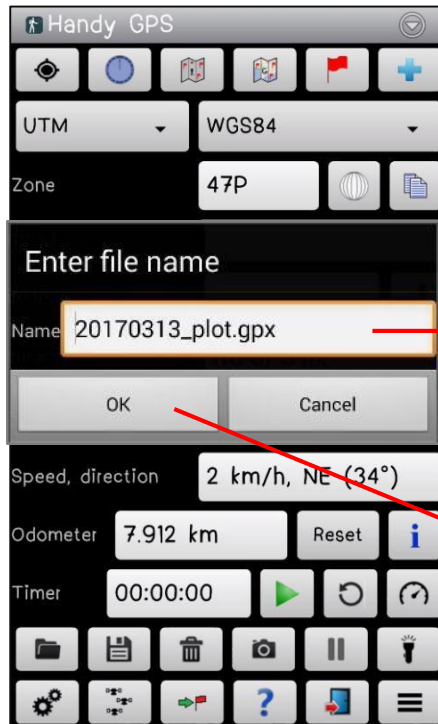 Handy GPS
UTM WGS84
Zone 47P
Enter file name
Name 20170313_plot.gpx
OK Cancel
Speed, direction 2 km/h, NE (34°)
Odometer 7.912 km Reset i
Timer 00:00:00
?